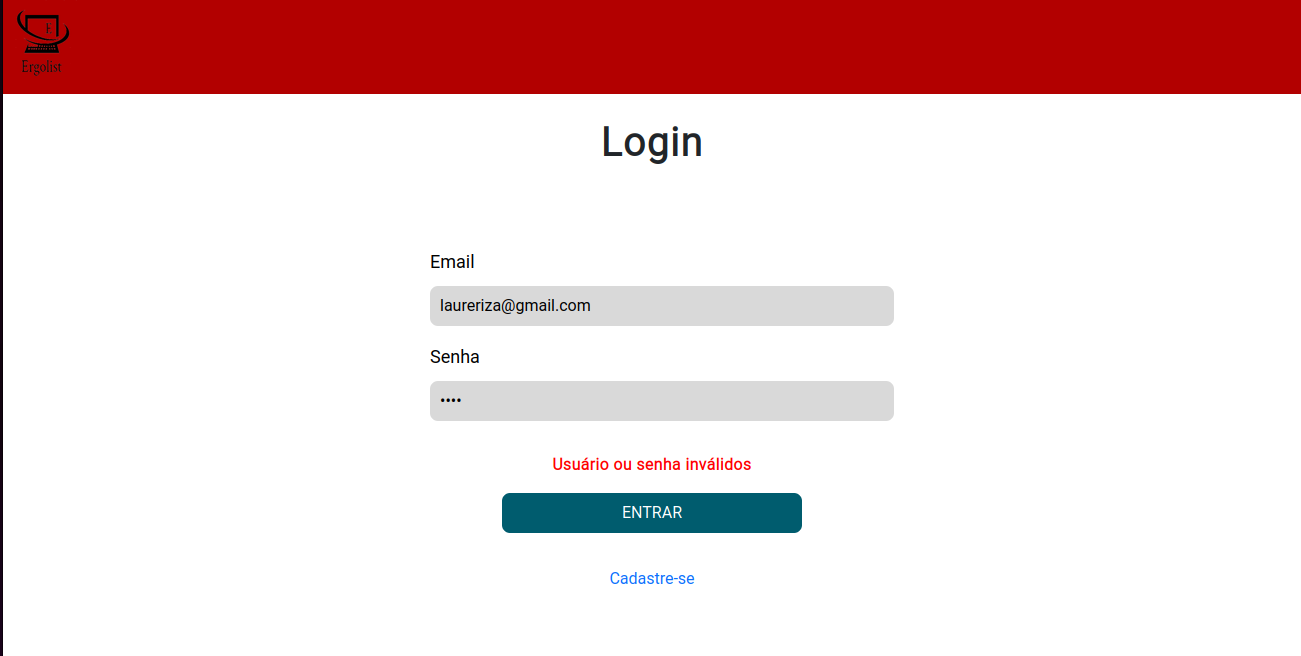 Ergolist
Login
Email
laureriza@gmail.com
Senha
••••
Usuário ou senha inválidos
ENTRAR
Cadastre-se